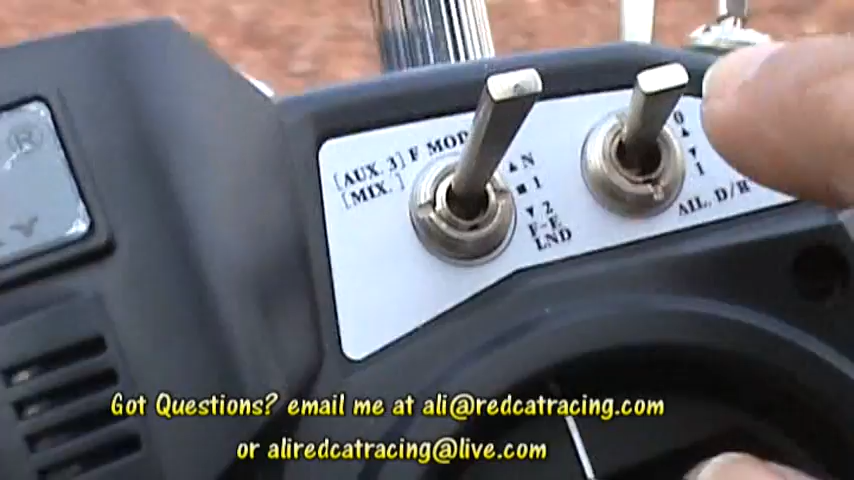 [AUX. 3] F MOD
[MIX.]
▲ N
■ 1
▼ 2
F-E
LND
0
▲
▼
1
AIL. D/R
®
Got Questions? email me at ali@redcatracing.com
or aliredcatracing@live.com